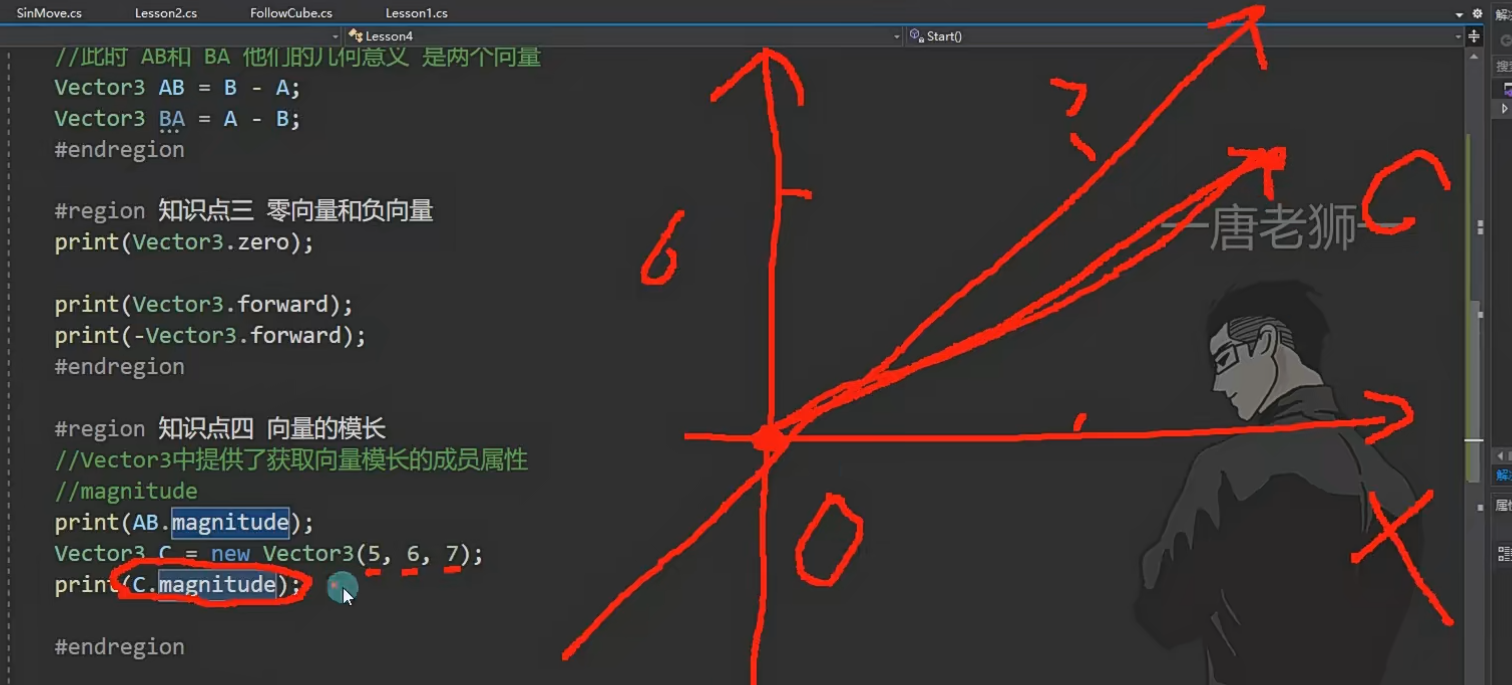 SinMove.cs Lesson2.cs FollowCube.cs Lesson1.cs
Lesson4 Start()
//此时 AB和 BA 他们的几何意义 是两个向量
Vector3 AB = B - A;
Vector3 BA = A - B;
#endregion
#region 知识点三 零向量和负向量
print(Vector3.zero);
print(Vector3.forward);
print(-Vector3.forward);
#endregion
#region 知识点四 向量的模长
//Vector3中提供了获取向量模长的成员属性
//magnitude
print(AB.magnitude);
Vector3 C = new Vector3(5, 6, 7);
print(C.magnitude);
#endregion
6
C
一唐老狮一
O
X